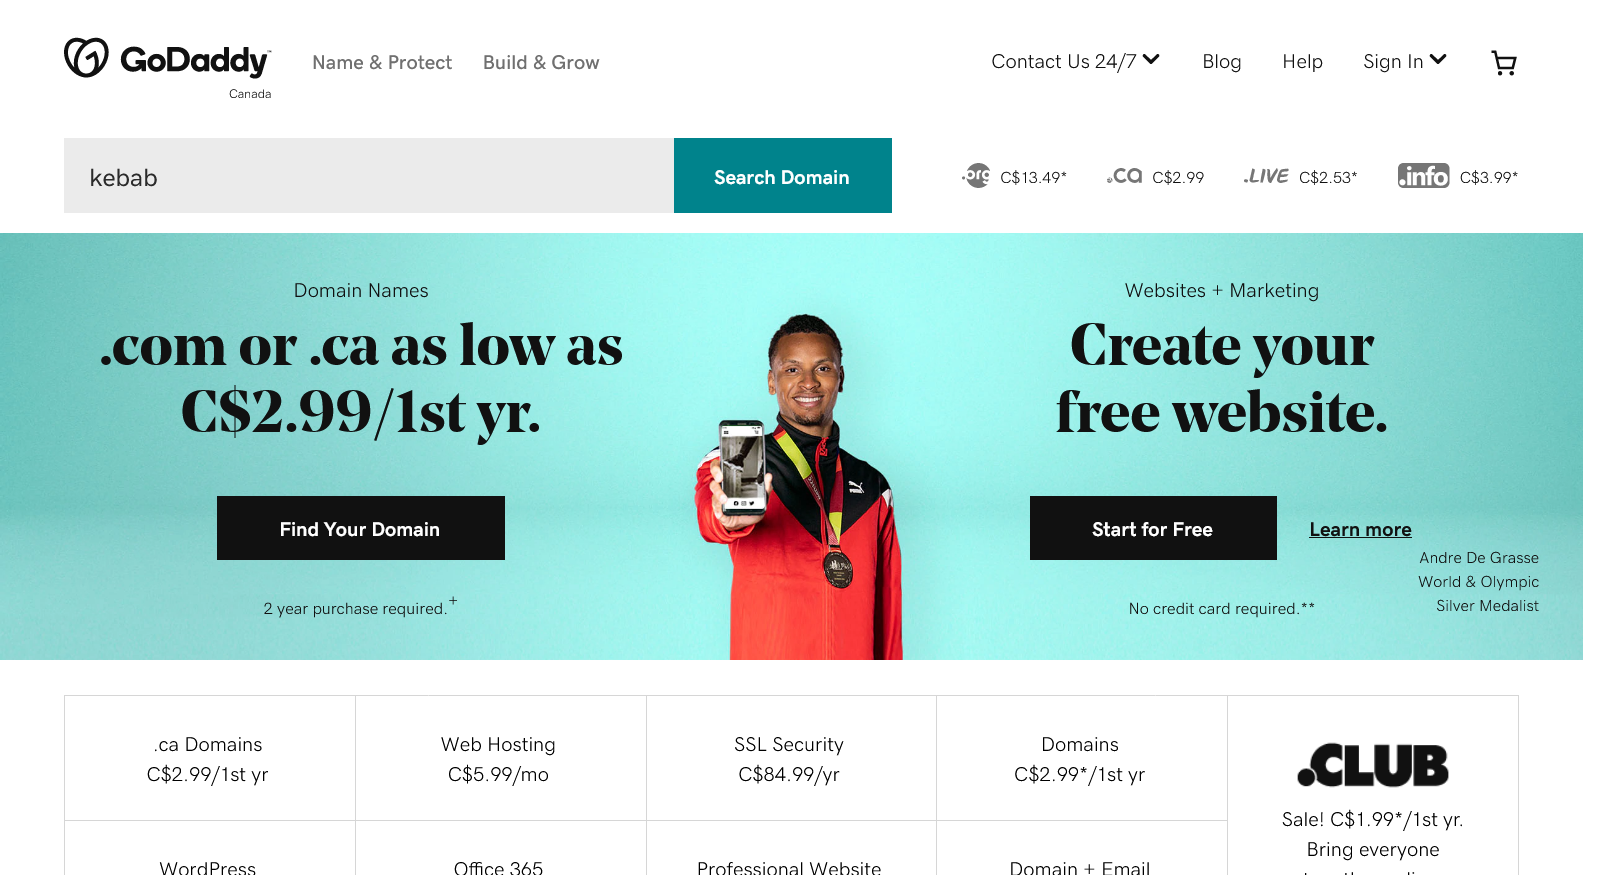 GoDaddy
Canada
Name & Protect
Build & Grow
Contact Us 24/7
Blog
Help
Sign In
kebab
Search Domain
.org C$13.49*
.ca C$2.99
.LIVE C$2.53*
.info C$3.99*
Domain Names
.com or .ca as low as
C$2.99/1st yr.
Find Your Domain
2 year purchase required.+
Websites + Marketing
Create your
free website.
Start for Free
Learn more
No credit card required.**
Andre De Grasse
World & Olympic
Silver Medalist
.ca Domains
C$2.99/1st yr
Web Hosting
C$5.99/mo
SSL Security
C$84.99/yr
Domains
C$2.99*/1st yr
.CLUB
Sale! C$1.99*/1st yr.
Bring everyone
WordPress
Office 365
Professional Website
Domain + Email